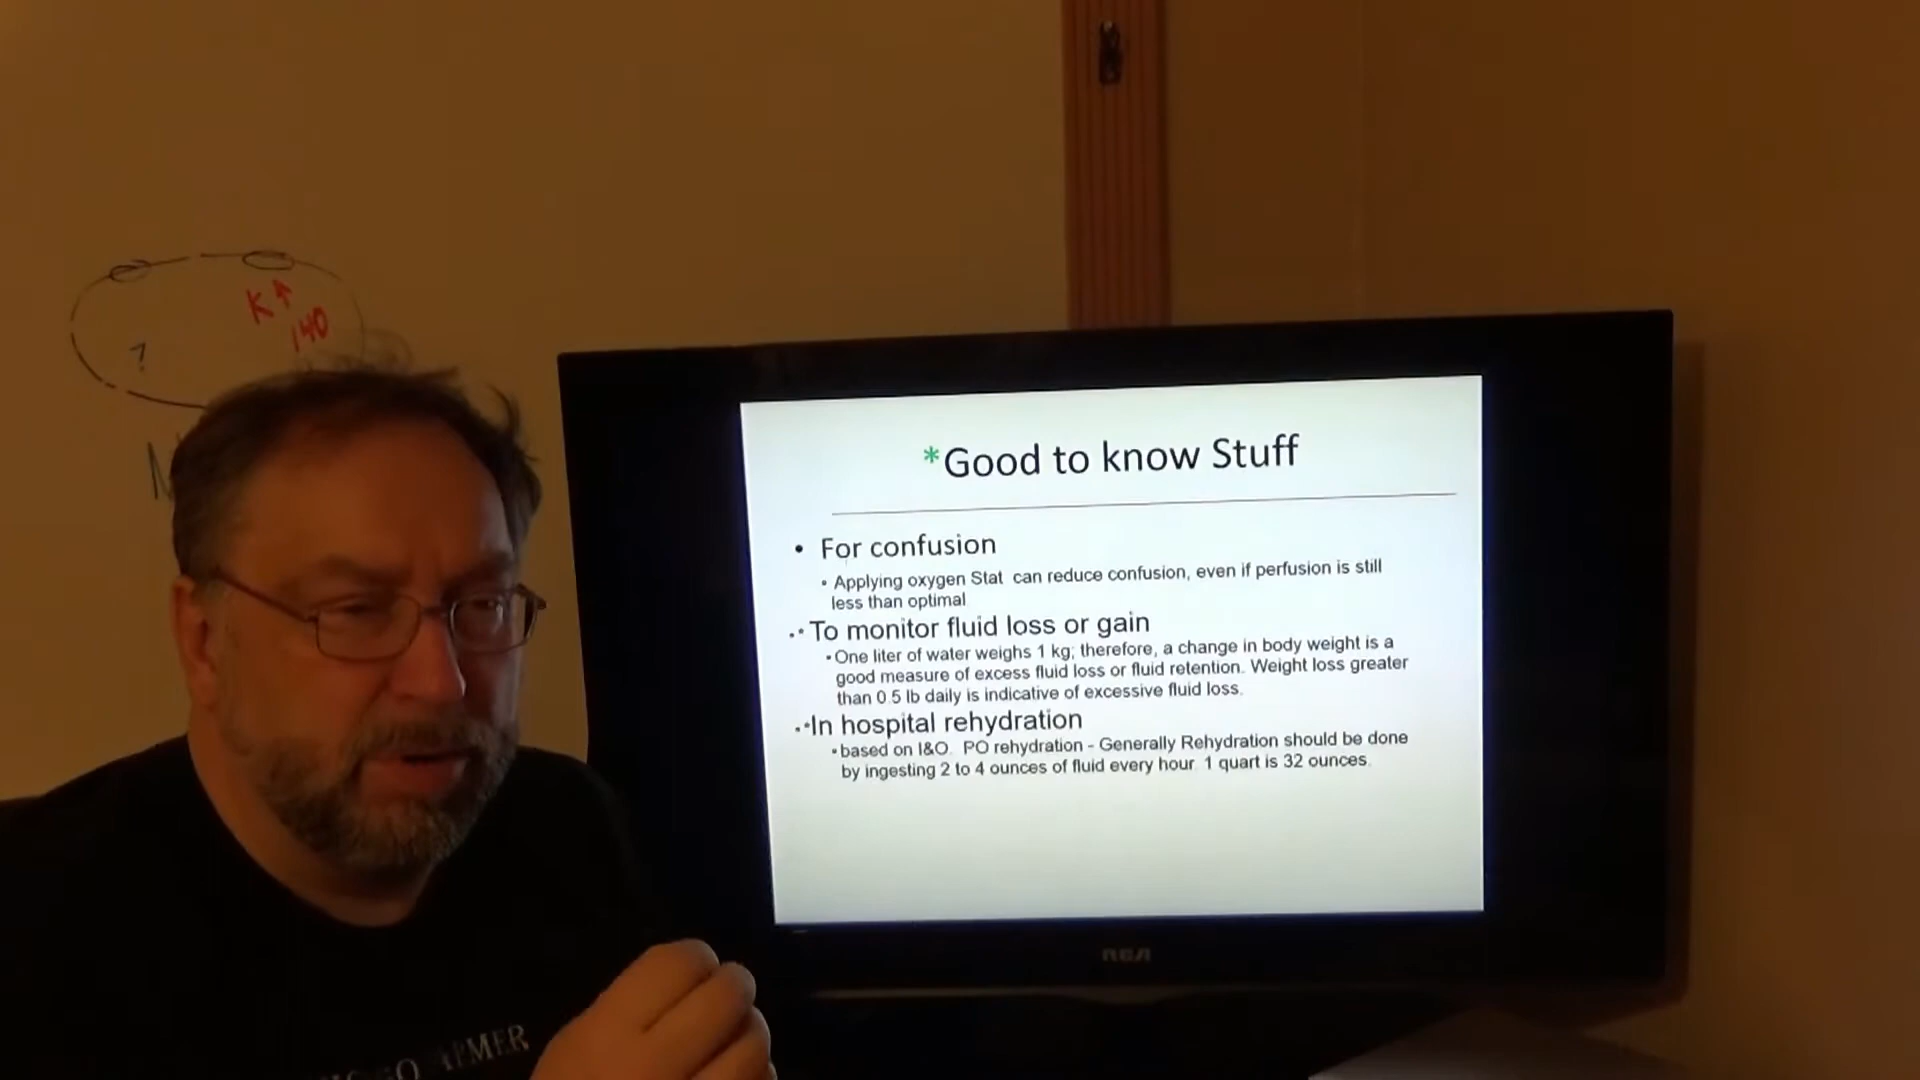 K↑
140
?
N
*Good to know Stuff
• For confusion
• Applying oxygen Stat can reduce confusion, even if perfusion is still
less than optimal
To monitor fluid loss or gain
• One liter of water weighs 1 kg; therefore, a change in body weight is a
good measure of excess fluid loss or fluid retention. Weight loss greater
than 0.5 lb daily is indicative of excessive fluid loss.
In hospital rehydration
• based on I&O. PO rehydration - Generally Rehydration should be done
by ingesting 2 to 4 ounces of fluid every hour. 1 quart is 32 ounces.
RCA